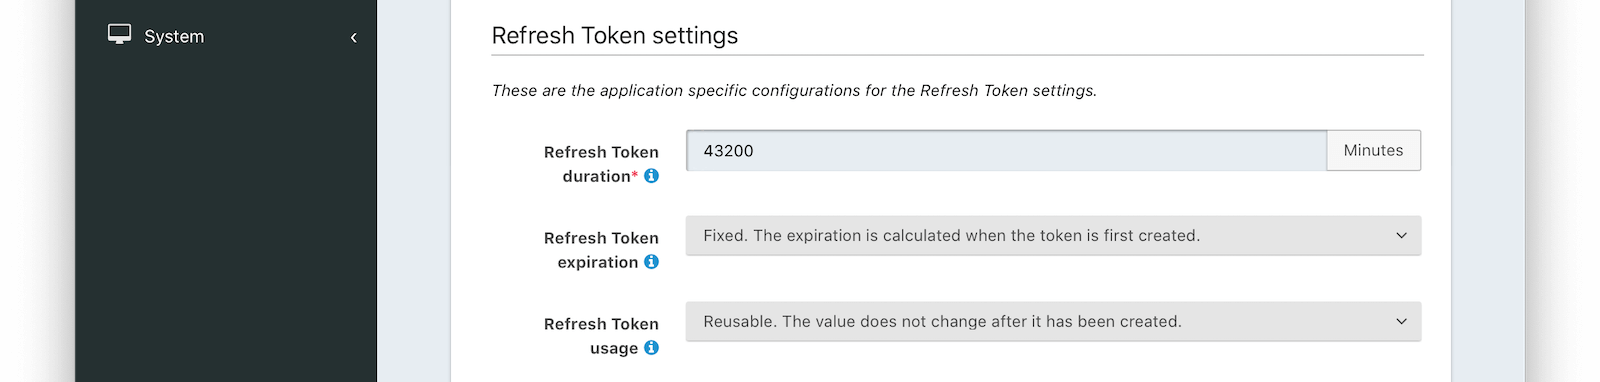 System
Refresh Token settings
These are the application specific configurations for the Refresh Token settings.
Refresh Token
duration*
43200
Minutes
Refresh Token
expiration
Fixed. The expiration is calculated when the token is first created.
Refresh Token
usage
Reusable. The value does not change after it has been created.